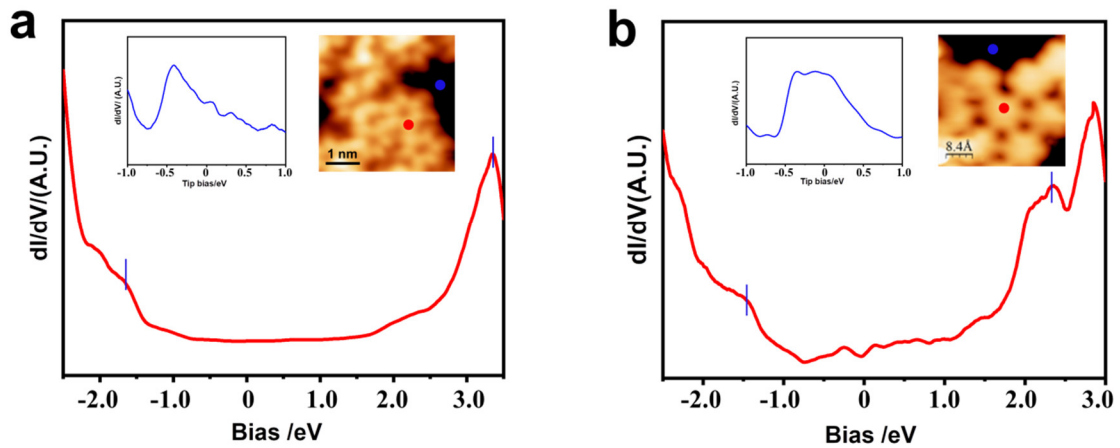 a
dI/dV/(A.U.)
dI/dV/ (A.U.)
-1.0 -0.5 0 0.5 1.0
Tip bias/eV
1 nm
-2.0 -1.0 0 1.0 2.0 3.0
Bias /eV
b
dI/dV(A.U.)
dI/dV/(A.U.)
-1.0 -0.5 0.0 0.5 1.0
Tip bias/eV
8.4Å
-2.0 -1.0 0 1.0 2.0 3.0
Bias /eV